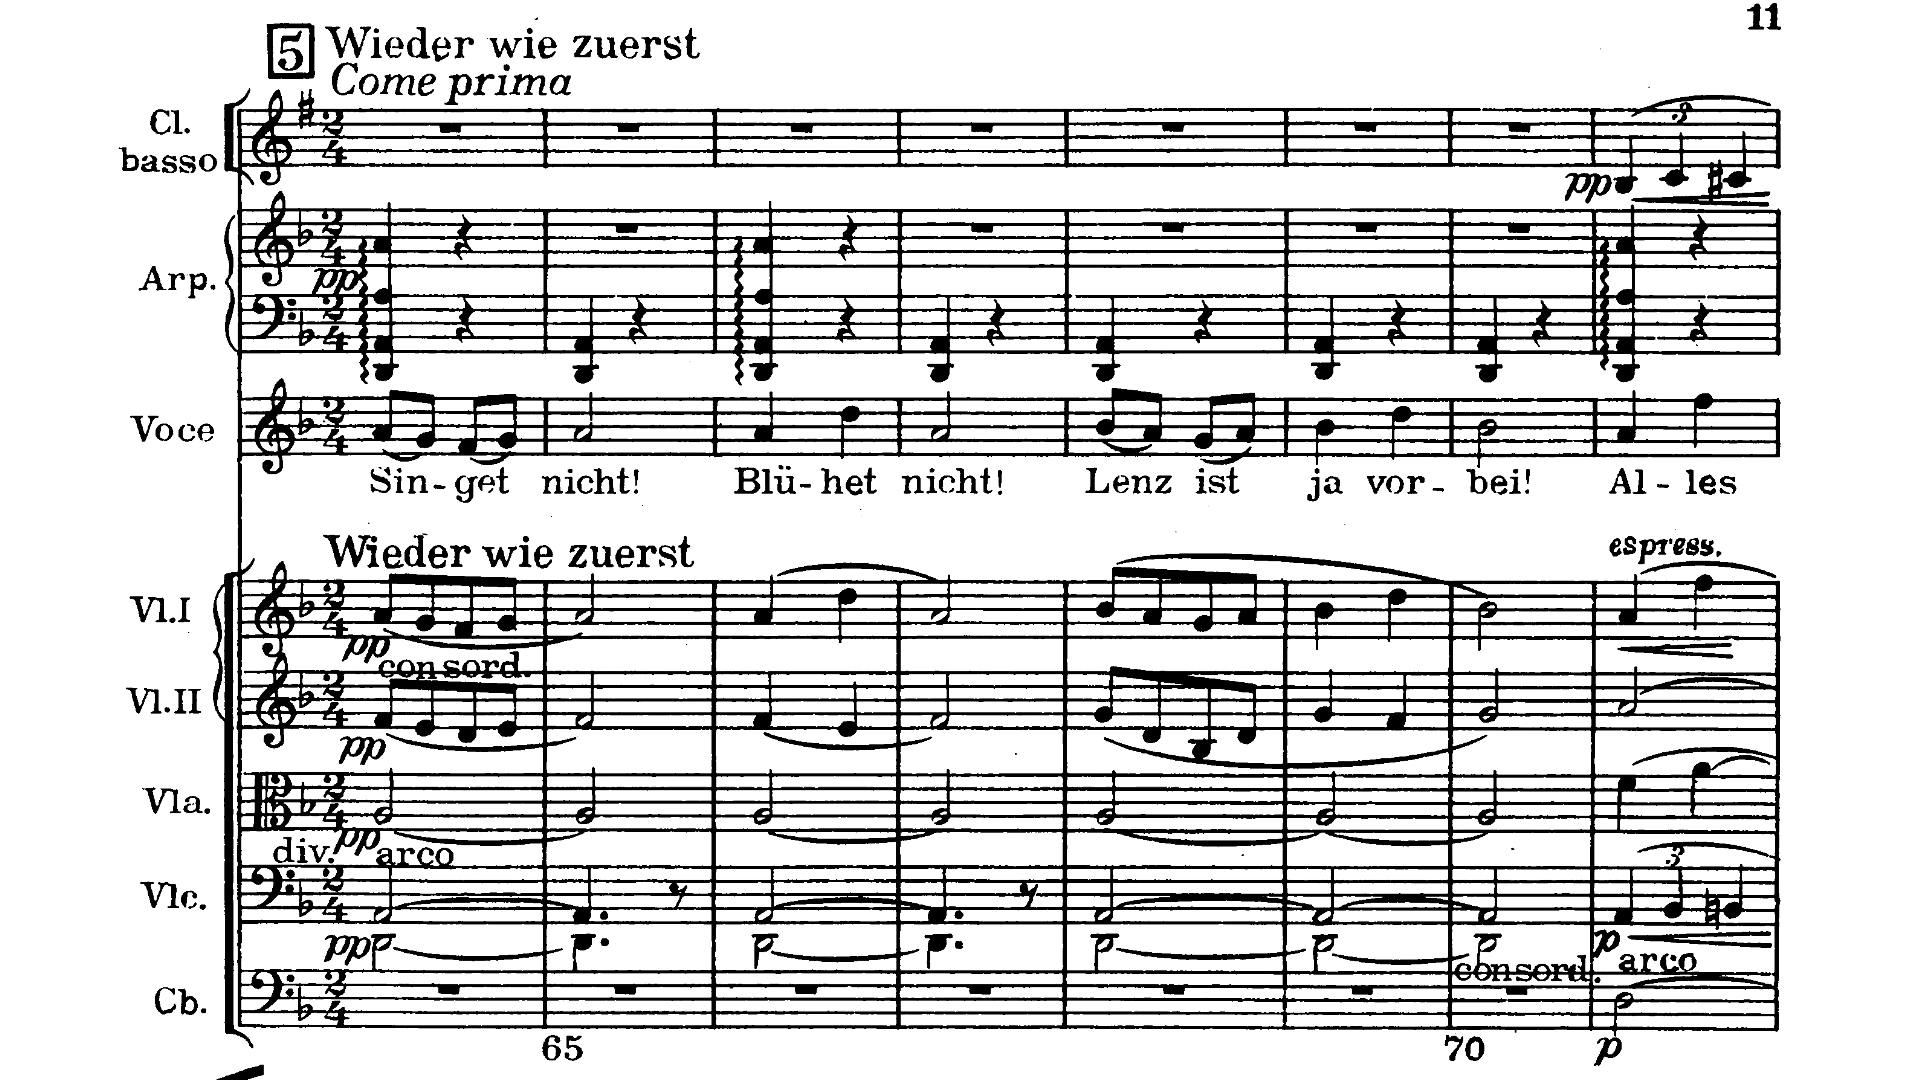 11
5 Wieder wie zuerst
Come prima
Cl.
basso
3
pp
Arp.
pp
Voce
Sin - get nicht! Blü - het nicht! Lenz ist ja vor - bei! Al - les
Wieder wie zuerst
espress.
Vl.I
pp
con sord.
Vl.II
pp
Vla.
pp
div. arco
3
Vlc.
pp
p
con sord. arco
Cb.
65 70 p